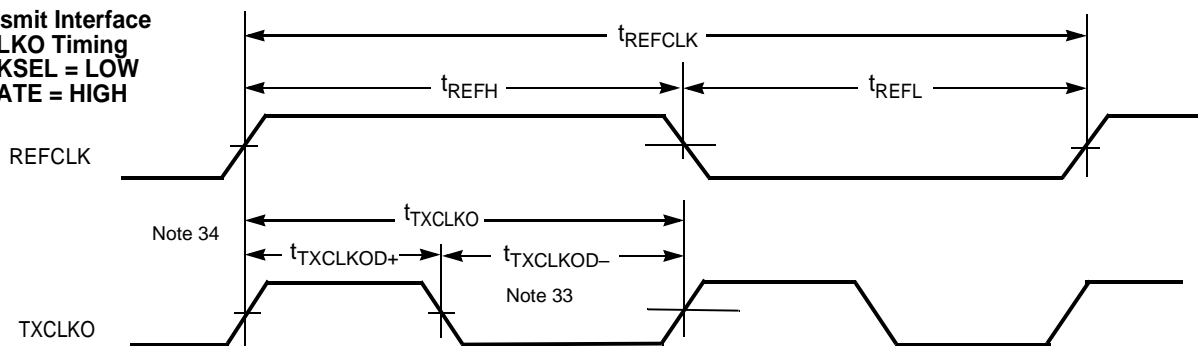 smit Interface
LKO Timing
KSEL = LOW
ATE = HIGH
tREFCLK
tREFH
tREFL
REFCLK
tTXCLKO
Note 34
tTXCLKOD+
tTXCLKOD–
Note 33
TXCLKO